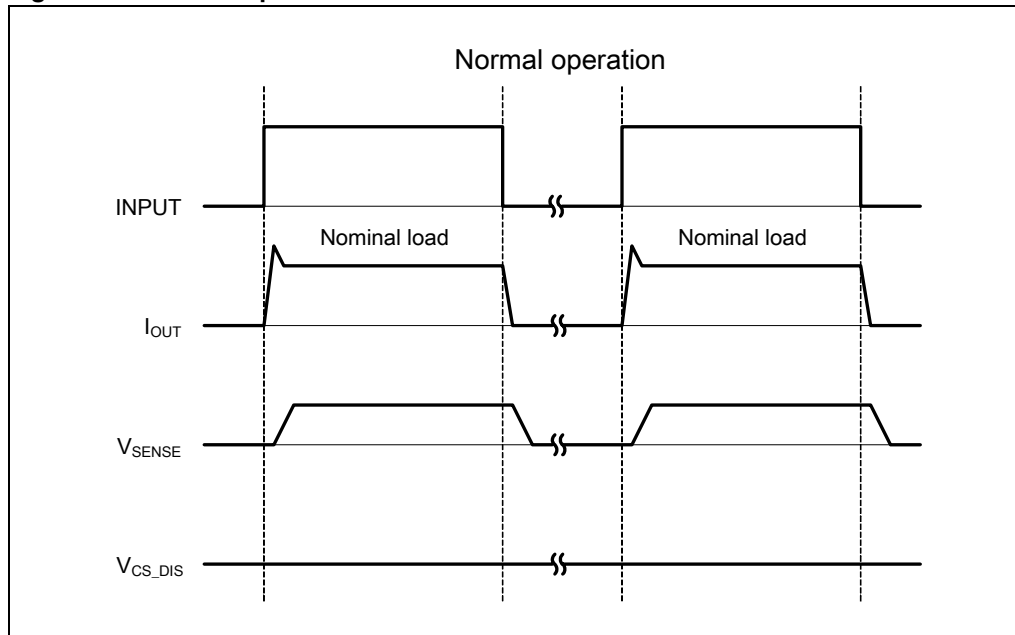 Normal operation
INPUT
Nominal load Nominal load
IOUT
VSENSE
VCS_DIS